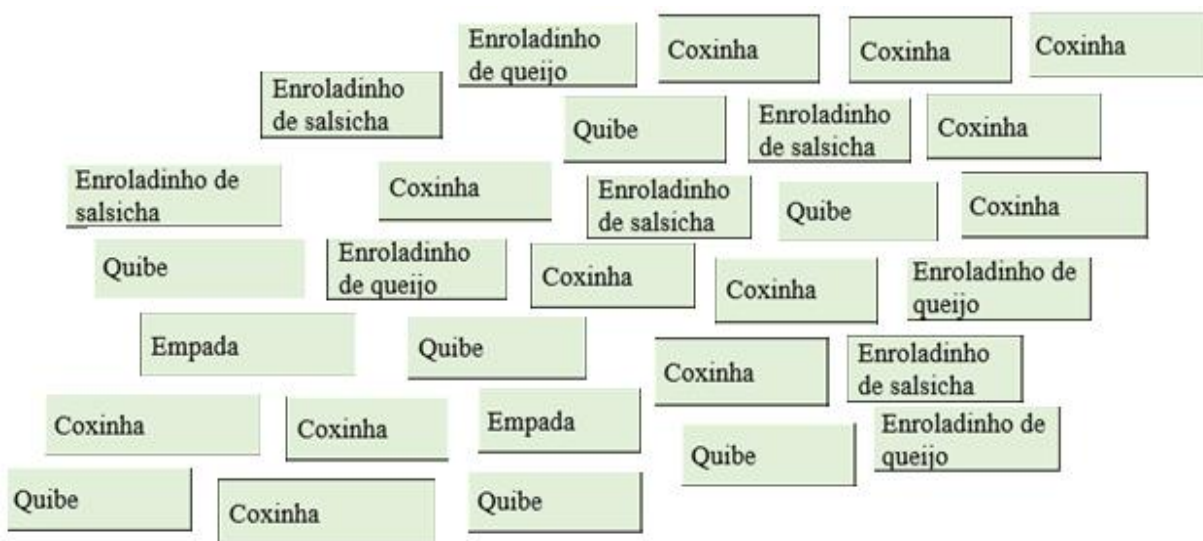 Enroladinho
de queijo
Coxinha
Coxinha
Coxinha
Enroladinho
de salsicha
Quibe
Enroladinho
de salsicha
Coxinha
Enroladinho de
salsicha
Coxinha
Enroladinho
de salsicha
Quibe
Coxinha
Quibe
Enroladinho
de queijo
Coxinha
Coxinha
Enroladinho de
queijo
Empada
Quibe
Coxinha
Enroladinho
de salsicha
Coxinha
Coxinha
Empada
Quibe
Enroladinho de
queijo
Quibe
Coxinha
Quibe